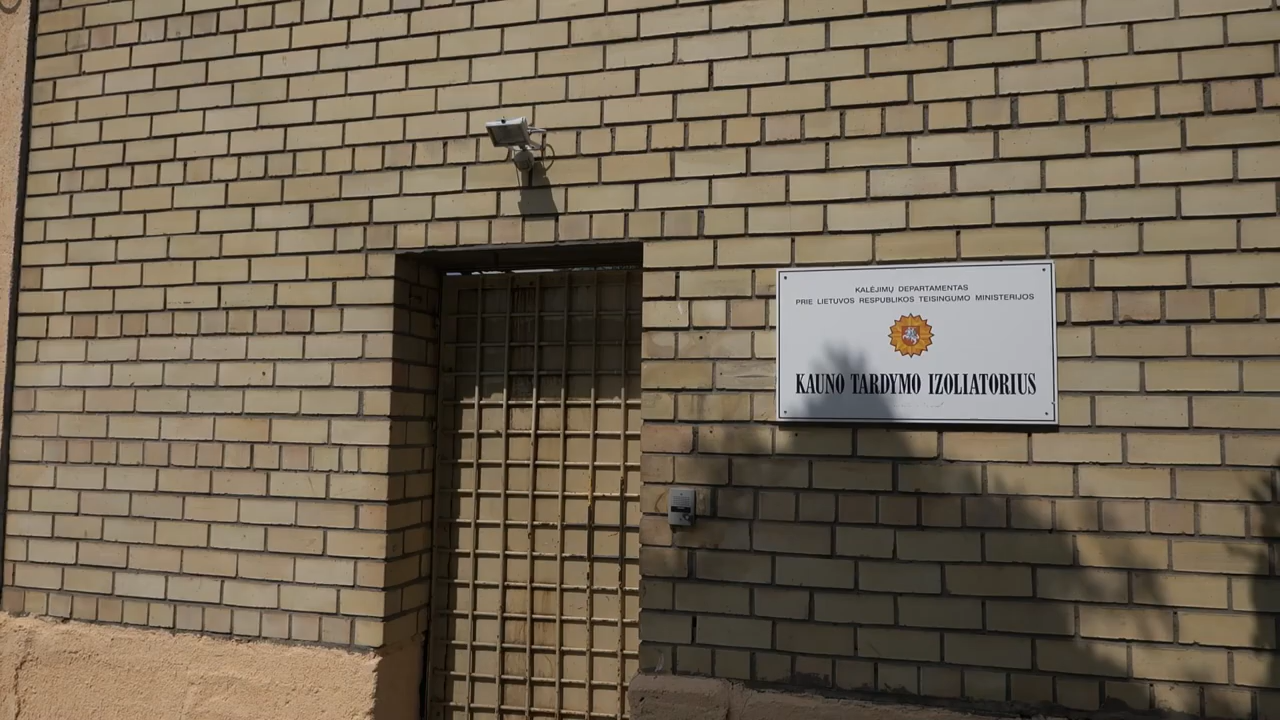 KALĖJIMŲ DEPARTAMENTAS
PRIE LIETUVOS RESPUBLIKOS TEISINGUMO MINISTERIJOS
KAUNO TARDYMO IZOLIATORIUS